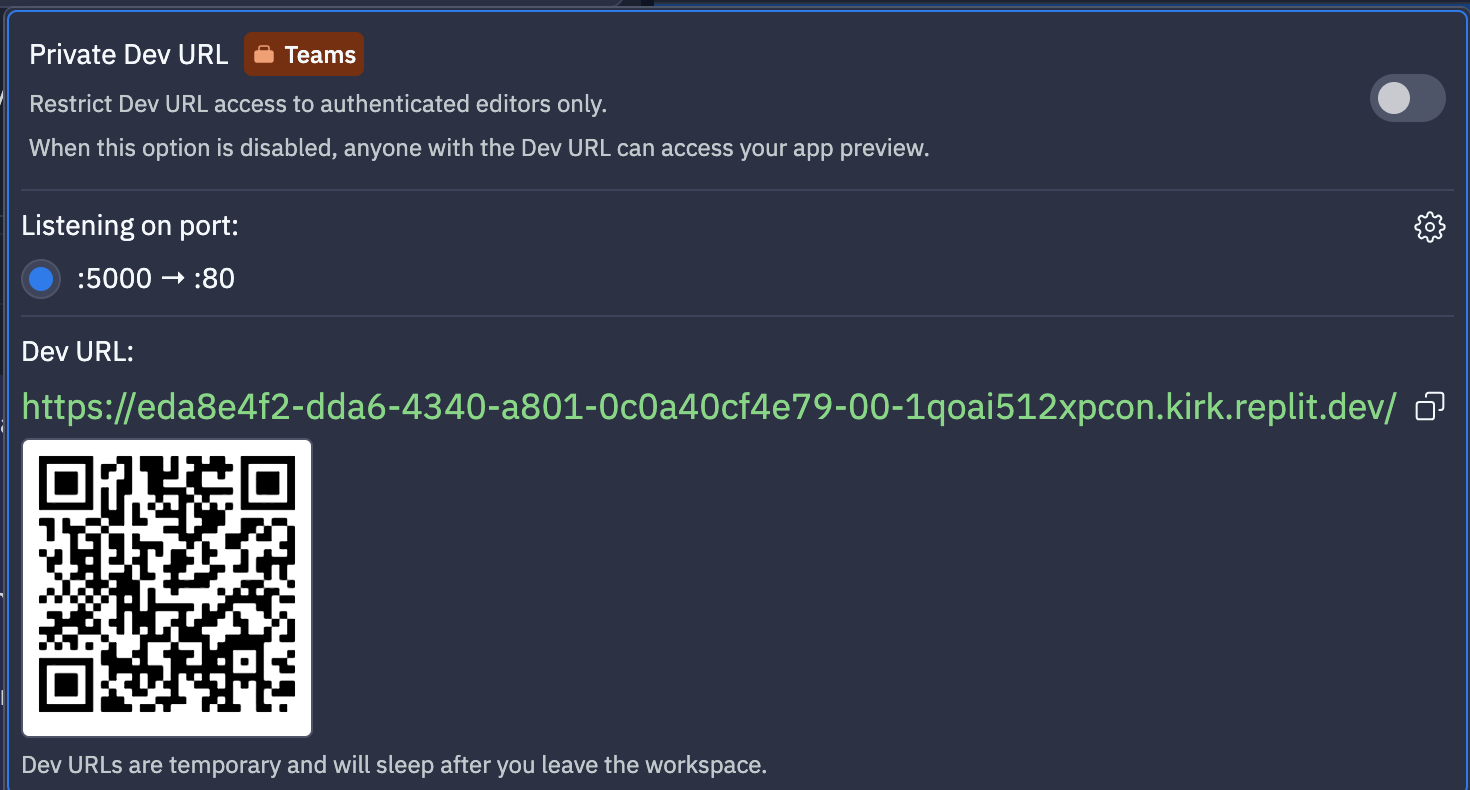 Private Dev URL Teams
Restrict Dev URL access to authenticated editors only.
When this option is disabled, anyone with the Dev URL can access your app preview.
Listening on port:
:5000 → :80
Dev URL:
https://eda8e4f2-dda6-4340-a801-0c0a40cf4e79-00-1qoai512xpcon.kirk.replit.dev/
Dev URLs are temporary and will sleep after you leave the workspace.